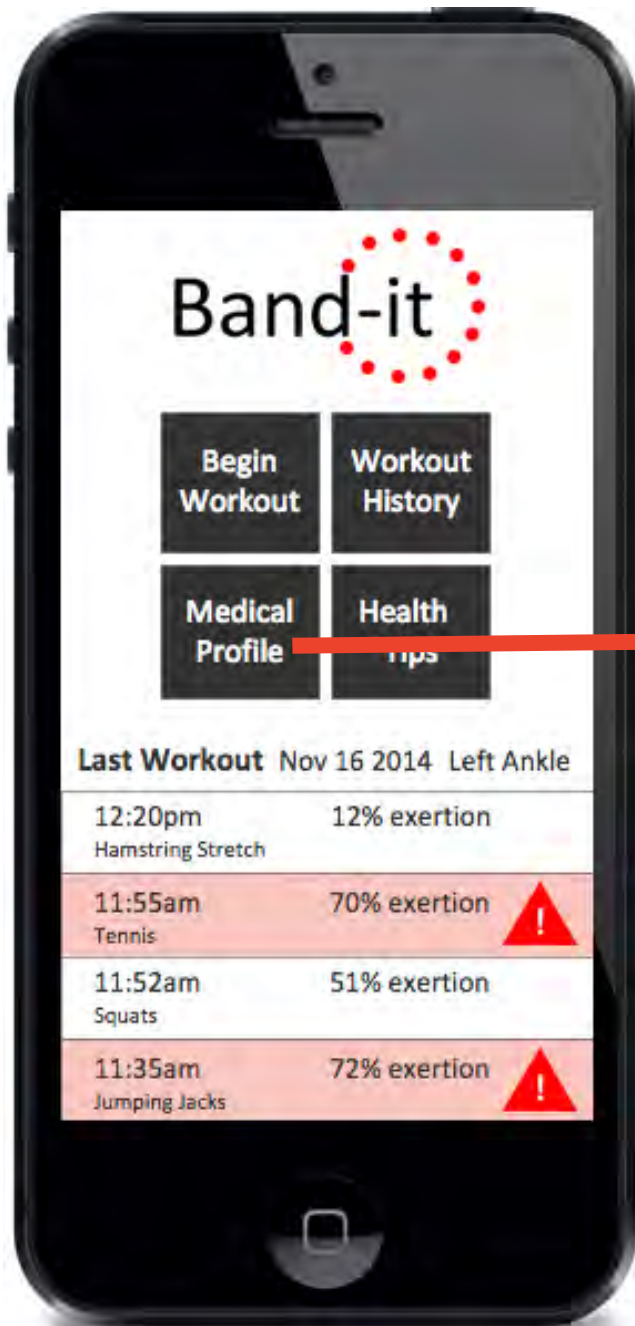 Band-it
Begin
Workout
Workout
History
Medical
Profile
Health
Tips
Last Workout Nov 16 2014 Left Ankle
12:20pm 12% exertion
Hamstring Stretch
11:55am 70% exertion
!
Tennis
11:52am 51% exertion
Squats
11:35am 72% exertion
!
Jumping Jacks